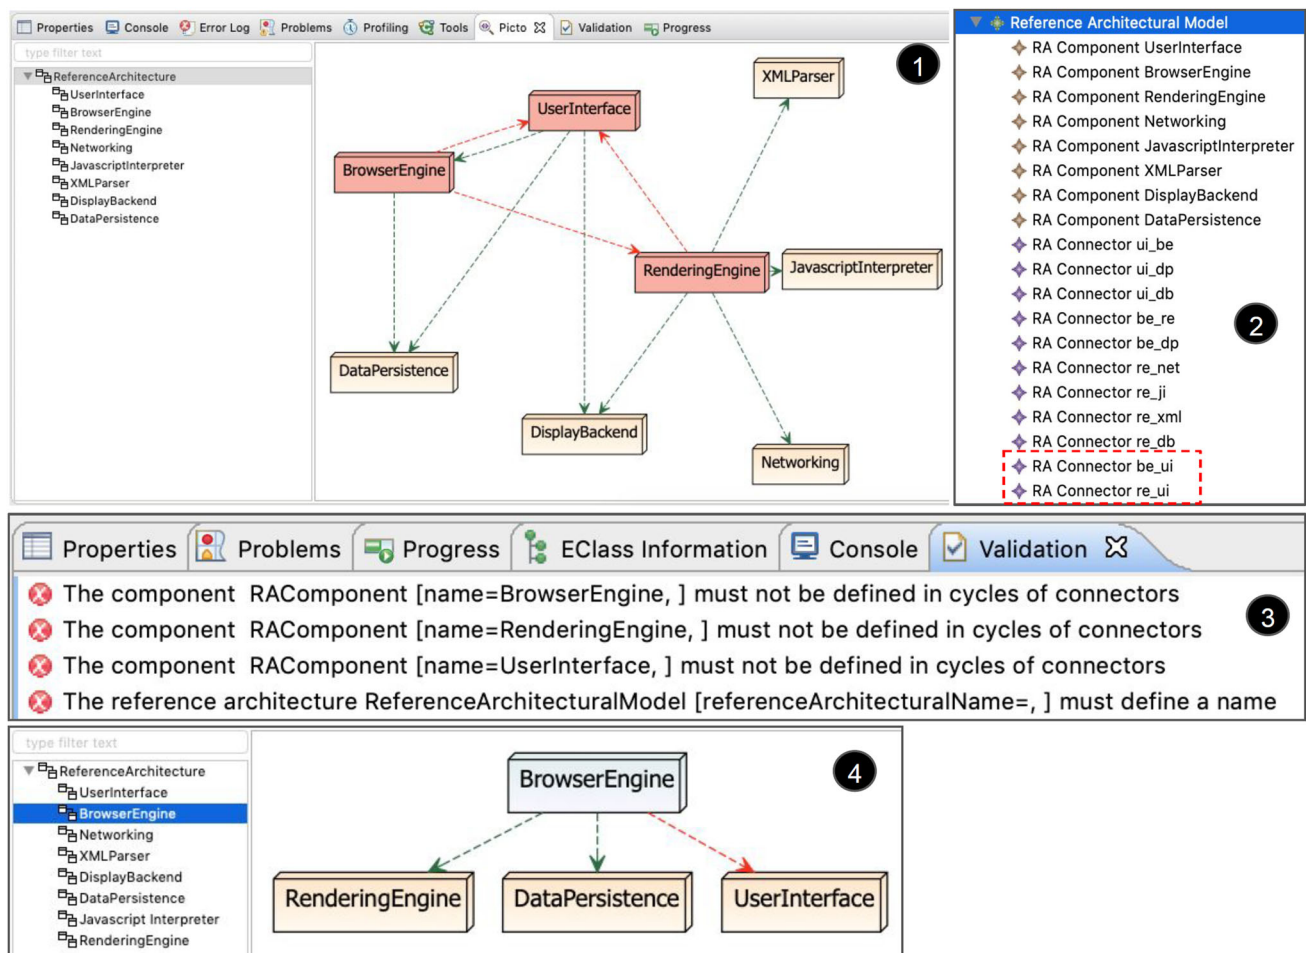 Properties Console Error Log Problems Profiling Tools Picto Validation Progress
type filter text
ReferenceArchitecture
UserInterface
BrowserEngine
RenderingEngine
Networking
JavascriptInterpreter
XMLParser
DisplayBackend
DataPersistence
1
XMLParser
UserInterface
BrowserEngine
RenderingEngine
JavascriptInterpreter
DataPersistence
DisplayBackend
Networking
Reference Architectural Model
RA Component UserInterface
RA Component BrowserEngine
RA Component RenderingEngine
RA Component Networking
RA Component JavascriptInterpreter
RA Component XMLParser
RA Component DisplayBackend
RA Component DataPersistence
RA Connector ui_be
RA Connector ui_dp
RA Connector ui_db
RA Connector be_re
RA Connector be_dp
RA Connector re_net
RA Connector re_ji
RA Connector re_xml
RA Connector re_db
RA Connector be_ui
RA Connector re_ui
2
Properties Problems Progress EClass Information Console Validation
The component RAComponent [name=BrowserEngine, ] must not be defined in cycles of connectors
The component RAComponent [name=RenderingEngine, ] must not be defined in cycles of connectors
The component RAComponent [name=UserInterface, ] must not be defined in cycles of connectors
The reference architecture ReferenceArchitecturalModel [referenceArchitecturalName=, ] must define a name
3
type filter text
ReferenceArchitecture
UserInterface
BrowserEngine
Networking
XMLParser
DisplayBackend
DataPersistence
Javascript Interpreter
RenderingEngine
BrowserEngine
4
RenderingEngine
DataPersistence
UserInterface